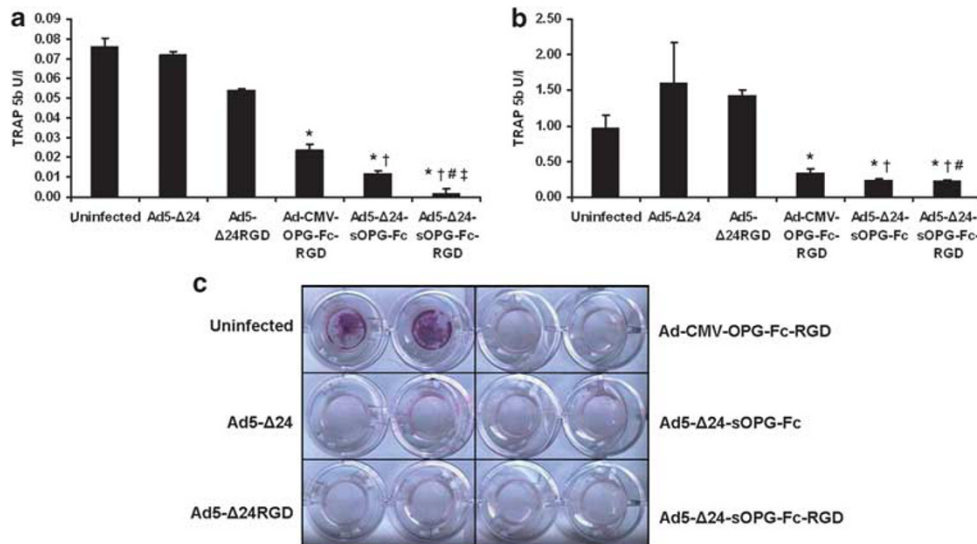 a
0.09
0.08
0.07
0.06
0.05
0.04
0.03
0.02
0.01
0.00
TRAP 5b U/l
*
* †
* † # ‡
Uninfected
Ad5-Δ24
Ad5-
Δ24RGD
Ad-CMV-
OPG-Fc-
RGD
Ad5-Δ24-
sOPG-Fc
Ad5-Δ24-
sOPG-Fc-
RGD
b
2.50
2.00
1.50
1.00
0.50
0.00
TRAP 5b U/l
*
* †
* † #
Uninfected
Ad5-Δ24
Ad5-
Δ24RGD
Ad-CMV-
OPG-Fc-
RGD
Ad5-Δ24-
sOPG-Fc
Ad5-Δ24-
sOPG-Fc-
RGD
c
Uninfected
Ad-CMV-OPG-Fc-RGD
Ad5-Δ24
Ad5-Δ24-sOPG-Fc
Ad5-Δ24RGD
Ad5-Δ24-sOPG-Fc-RGD